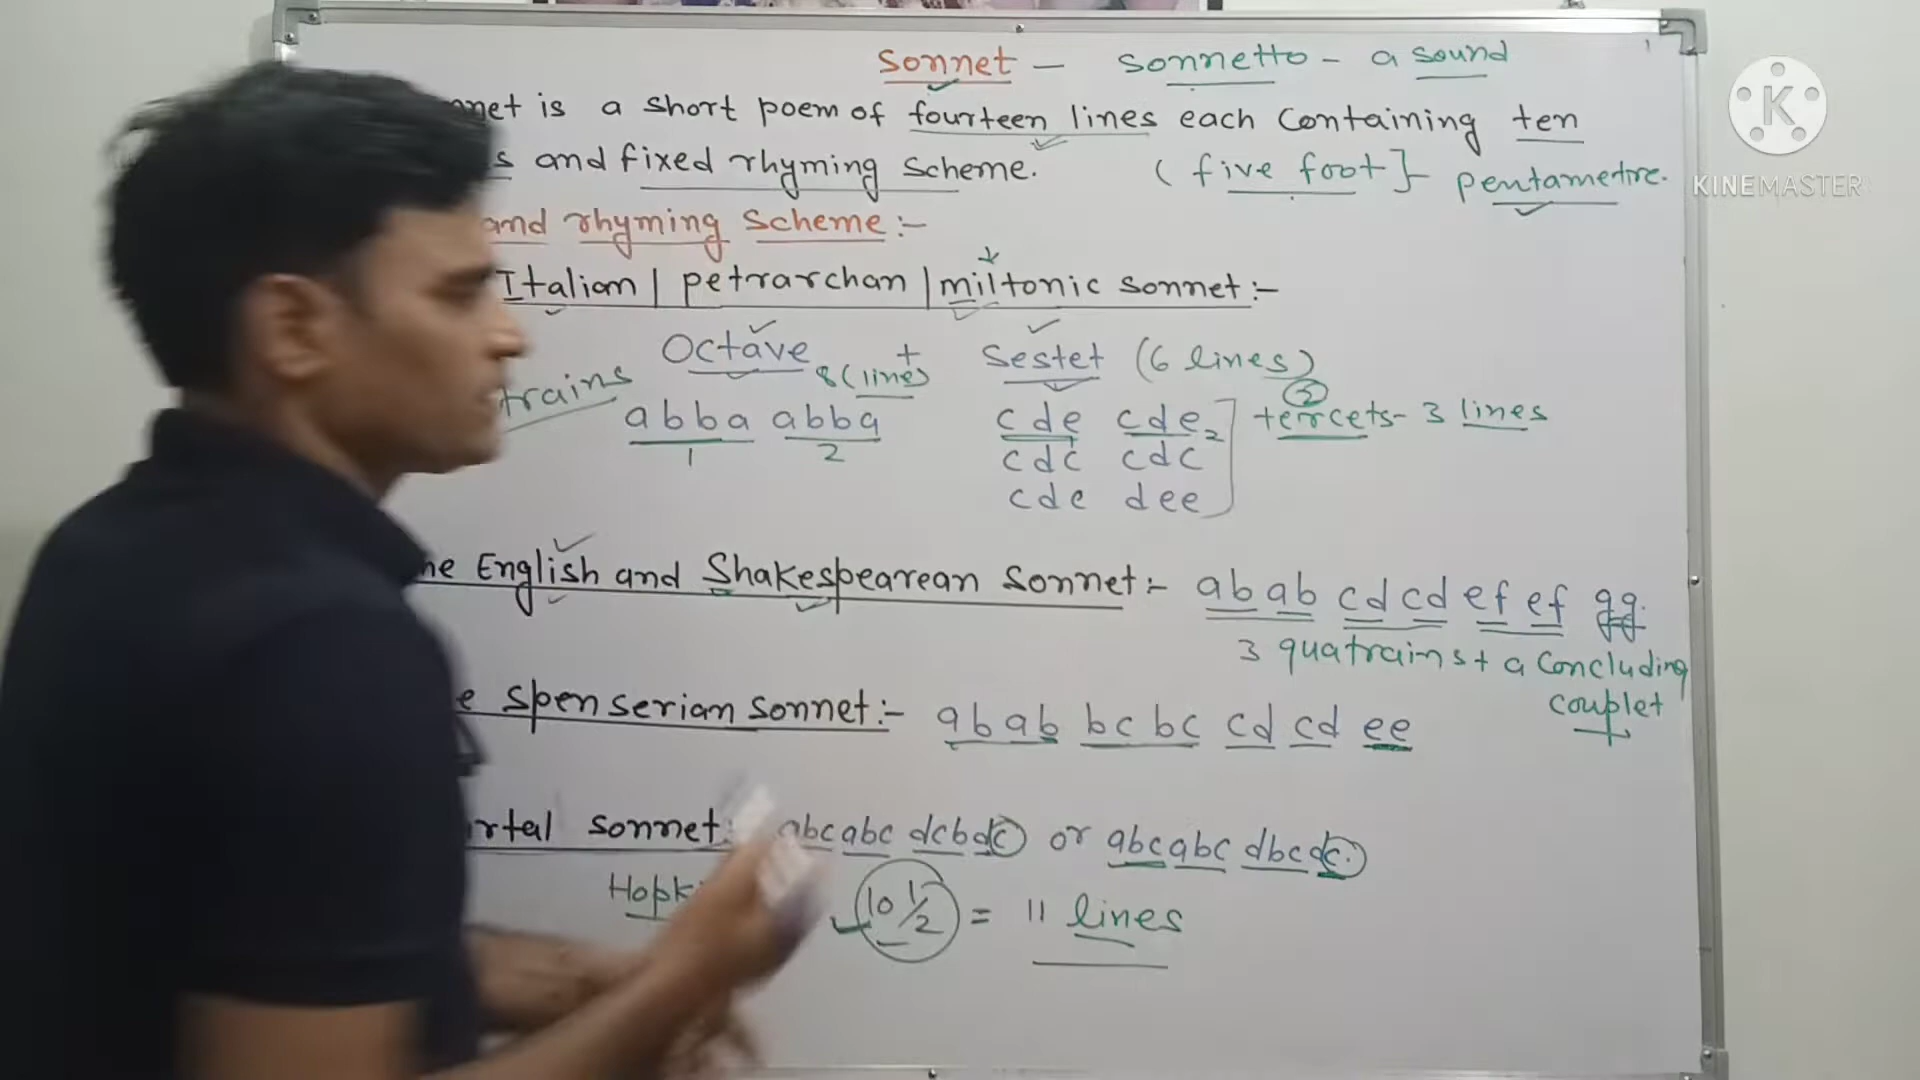 Sonnet - sonnetto - a sound
nnet is a short poem of fourteen lines each containing ten
s and fixed rhyming scheme. (five foot} pentametre.
and rhyming scheme:-
Italian | petrarchan | miltonic sonnet:-
Octave 8 (line) + Sestet (6 lines)
trains abba abba cde cde 2 tercets - 3 lines
1 2 cdc cdc
cdc dee
he English and Shakespearean sonnet:- abab cdcd efef gg.
3 quatrains + a concluding
couplet
e spenserian sonnet:- abab bcbc cdcd ee
rtal sonnet: abcabc dcbdc or abcabc dbcdc.
Hopk 10 1/2 = 11 lines
KINEMASTER